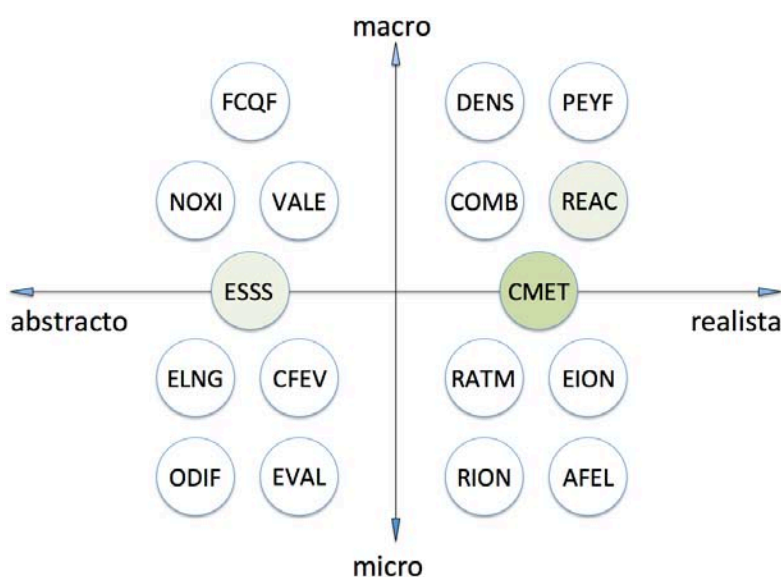 macro
FCQF DENS PEYF
NOXI VALE COMB REAC
ESSS CMET
abstracto realista
ELNG CFEV RATM EION
ODIF EVAL RION AFEL
micro